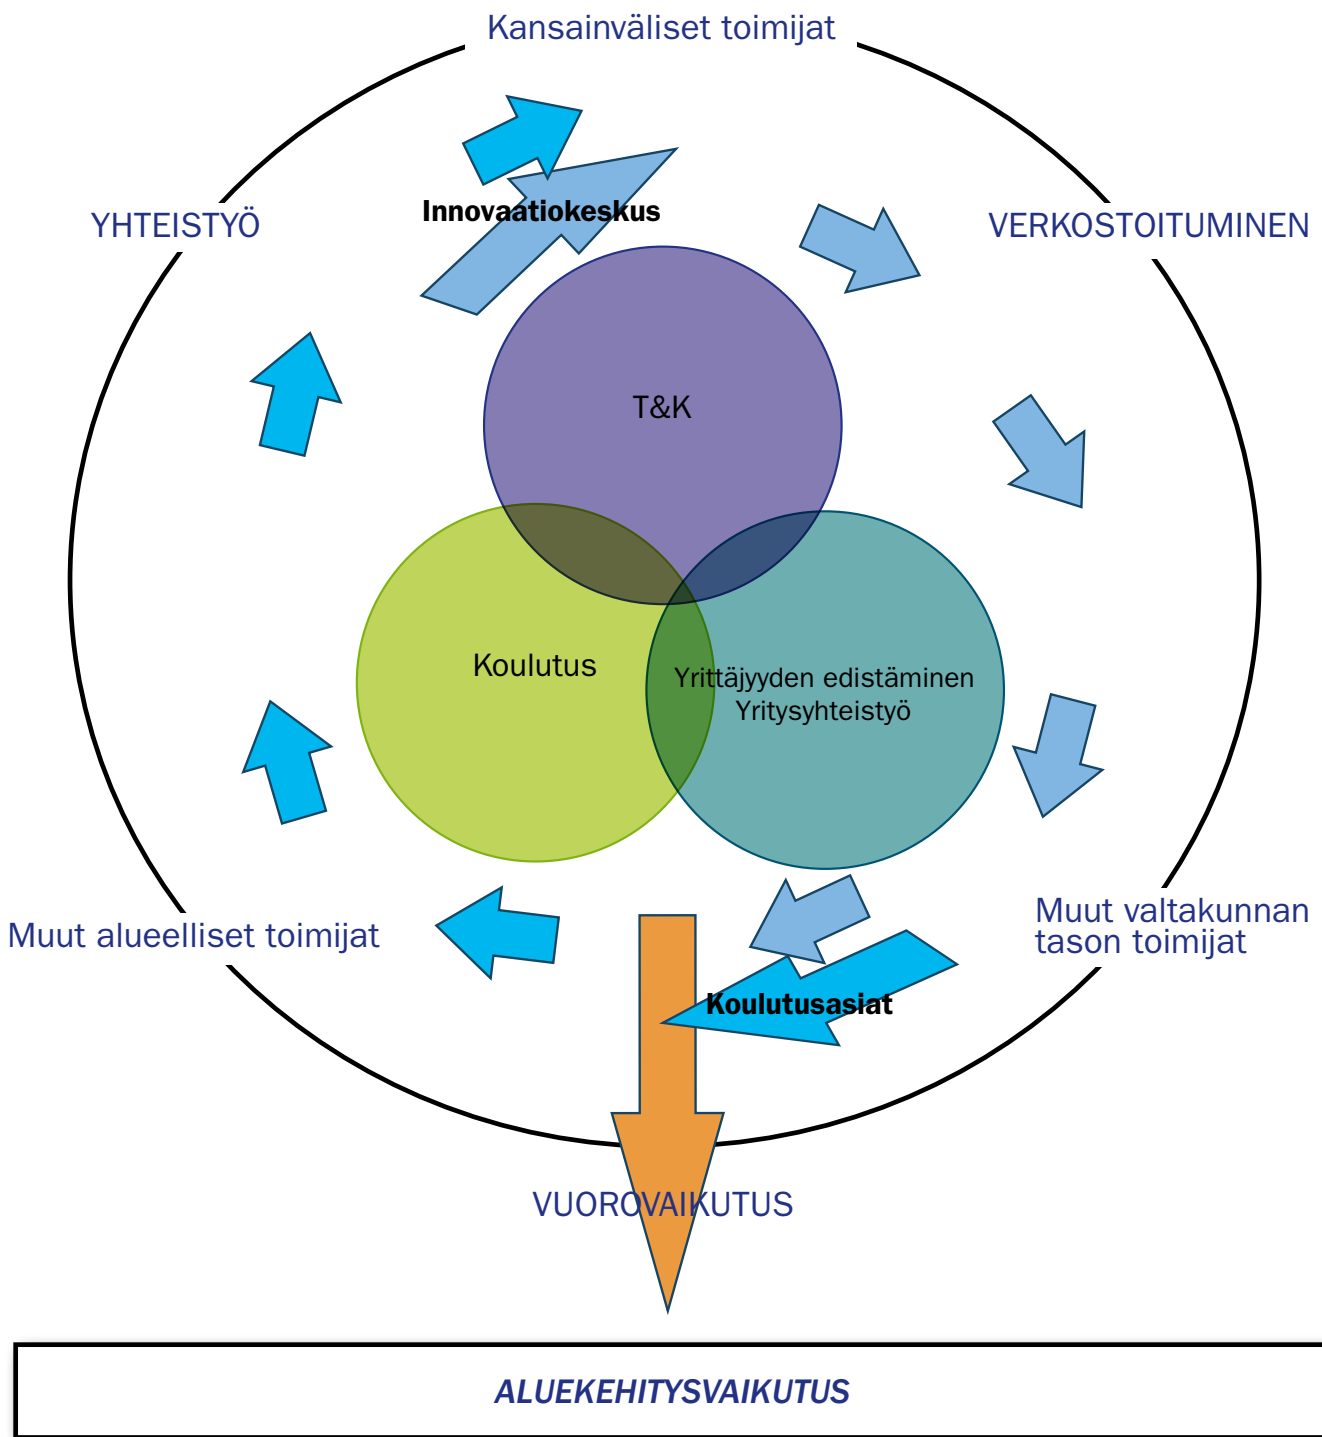 Kansainväliset toimijat
YHTEISTYÖ
Innovaatiokeskus
VERKOSTOITUMINEN
T&K
Koulutus
Yrittäjyyden edistäminen
Yritysyhteistyö
Muut alueelliset toimijat
Muut valtakunnan
tason toimijat
Koulutusasiat
VUOROVAIKUTUS
ALUEKEHITYSVAIKUTUS